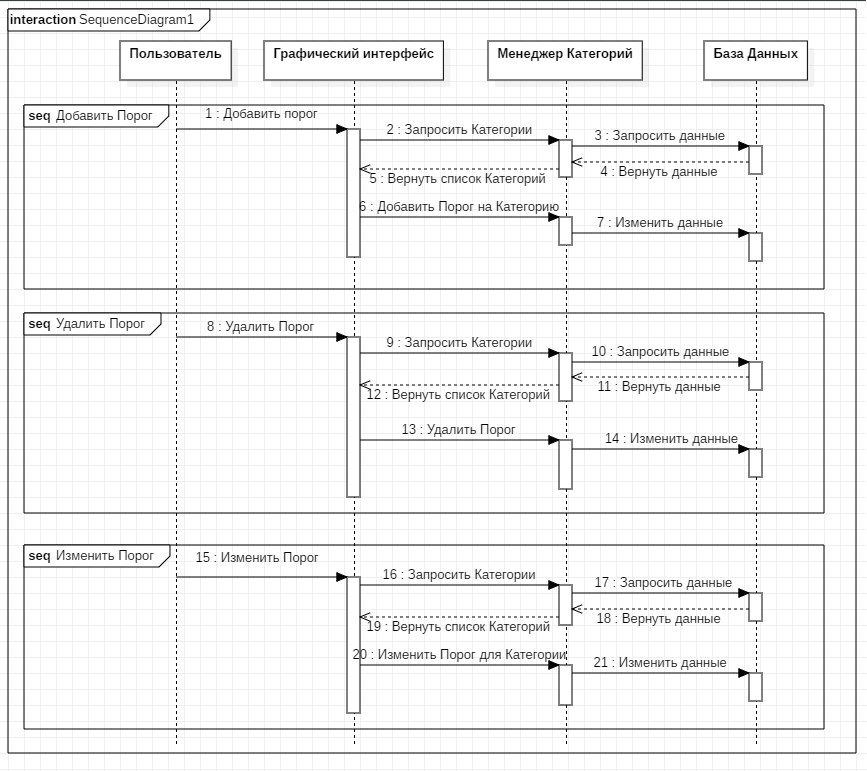 interaction SequenceDiagram1
Пользователь
Графический интерфейс
Менеджер Категорий
База Данных
seq Добавить Порог
1 : Добавить порог
2 : Запросить Категории
3 : Запросить данные
4 : Вернуть данные
5 : Вернуть список Категорий
6 : Добавить Порог на Категорию
7 : Изменить данные
seq Удалить Порог
8 : Удалить Порог
9 : Запросить Категории
10 : Запросить данные
11 : Вернуть данные
12 : Вернуть список Категорий
13 : Удалить Порог
14 : Изменить данные
seq Изменить Порог
15 : Изменить Порог
16 : Запросить Категории
17 : Запросить данные
18 : Вернуть данные
19 : Вернуть список Категорий
20 : Изменить Порог для Категории
21 : Изменить данные